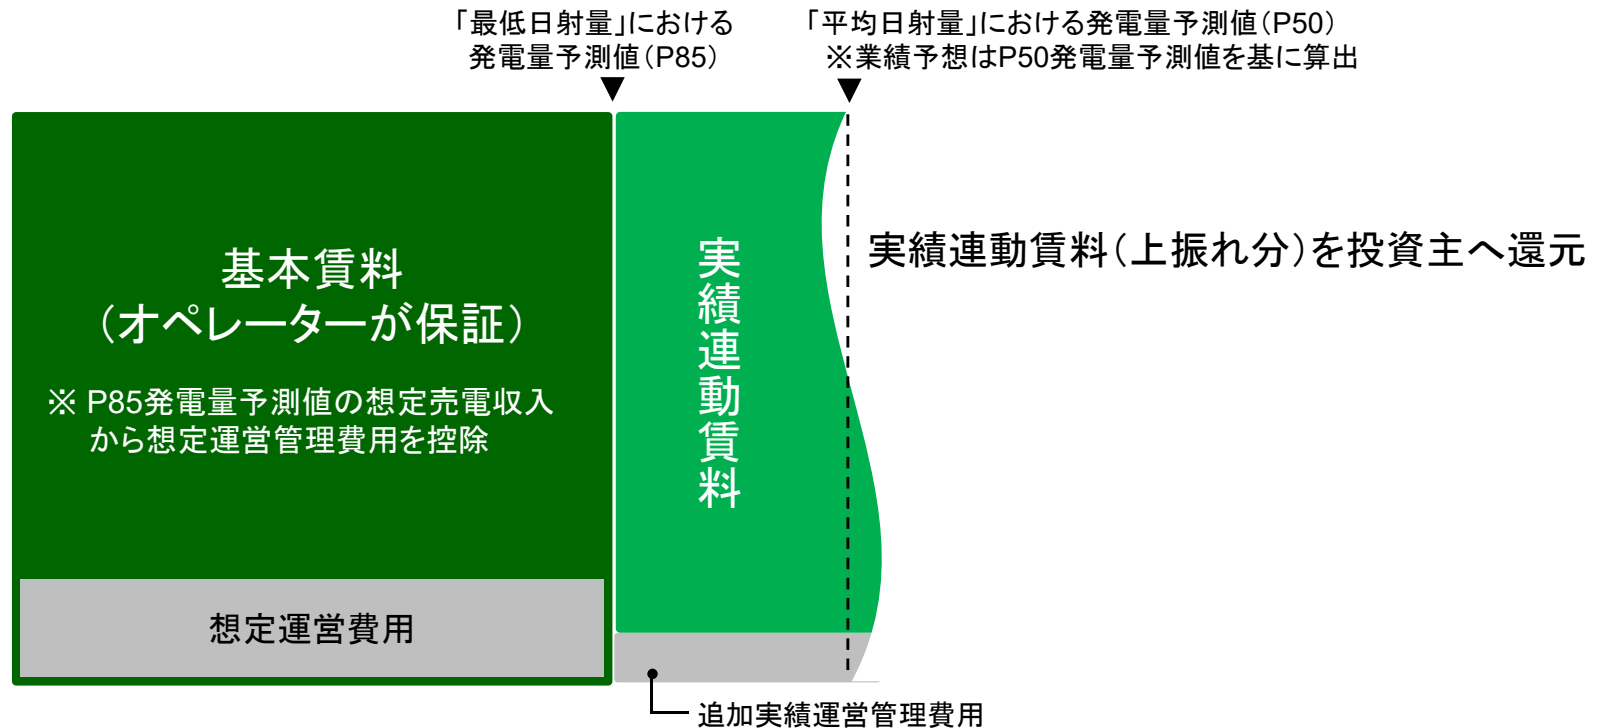 「最低日射量」における
発電量予測値（P85）
「平均日射量」における発電量予測値（P50）
※業績予想はP50発電量予測値を基に算出
基本賃料
（オペレーターが保証）
※ P85発電量予測値の想定売電収入
から想定運営管理費用を控除
想定運営費用
実績連動賃料
実績連動賃料（上振れ分）を投資主へ還元
追加実績運営管理費用